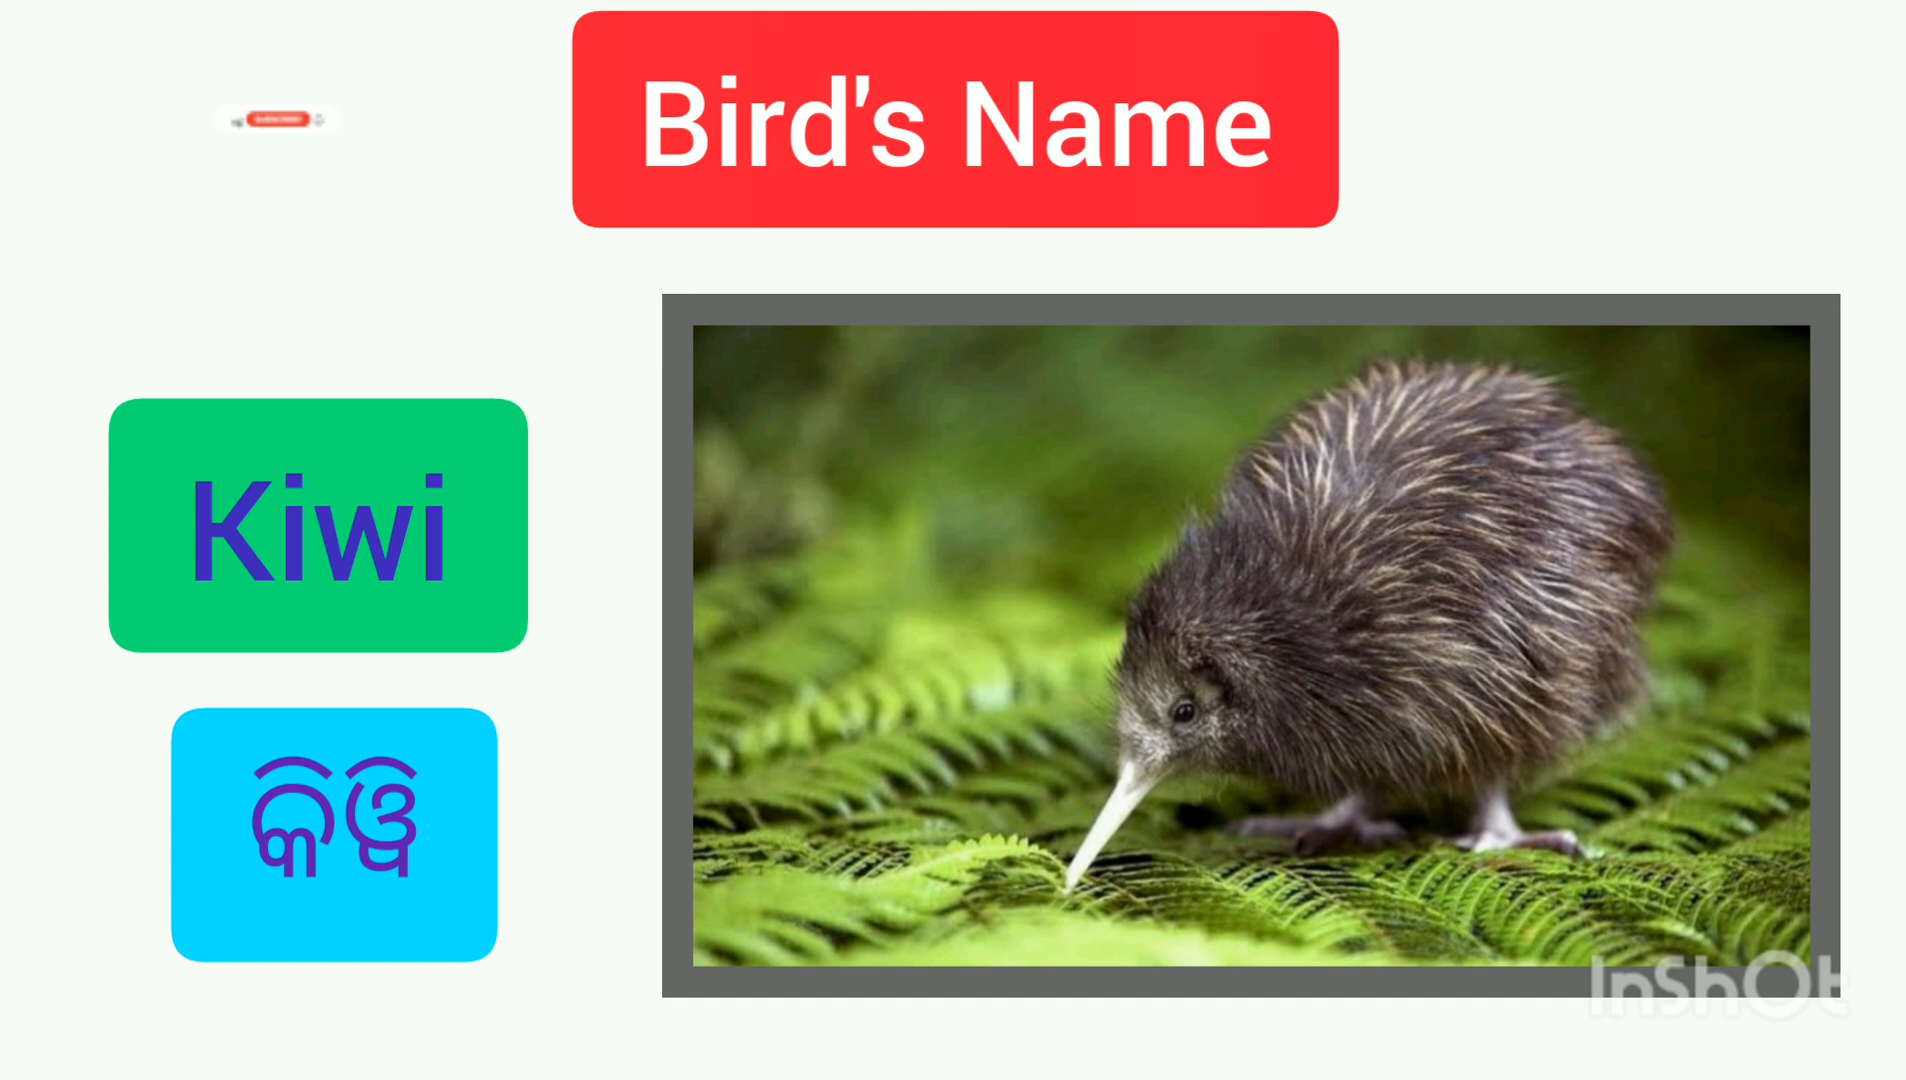 Bird's Name
Kiwi
କିୱି
InShOt